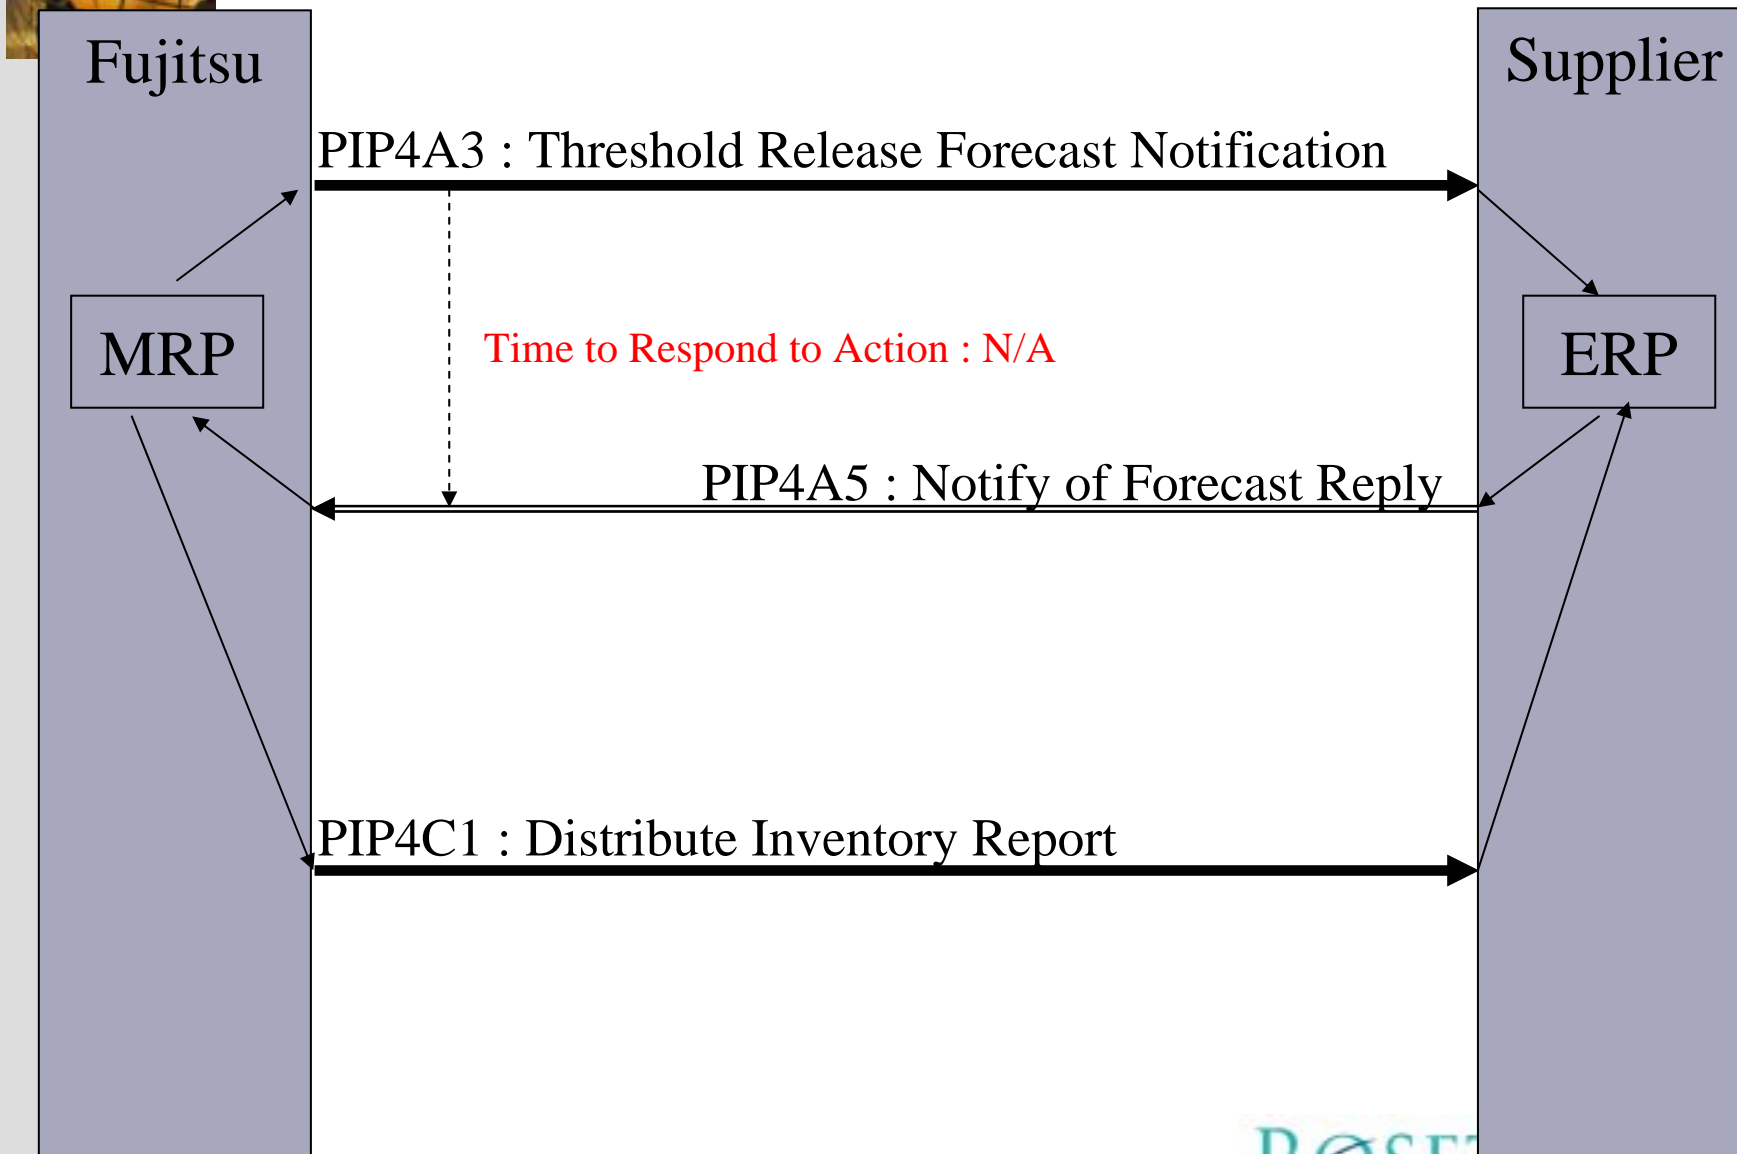 Fujitsu
Supplier
PIP4A3 : Threshold Release Forecast Notification
MRP
Time to Respond to Action : N/A
ERP
PIP4A5 : Notify of Forecast Reply
PIP4C1 : Distribute Inventory Report